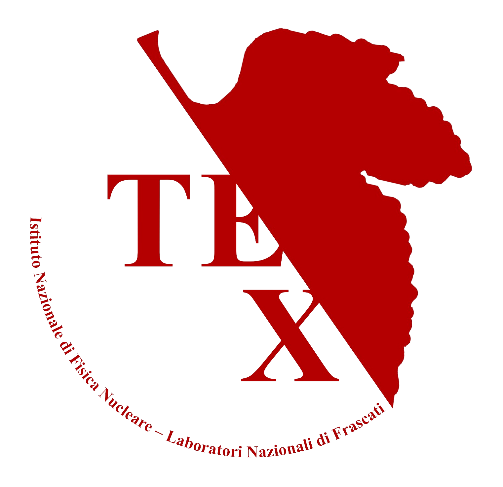 TE
X
Istituto Nazionale di Fisica Nucleare – Laboratori Nazionali di Frascati